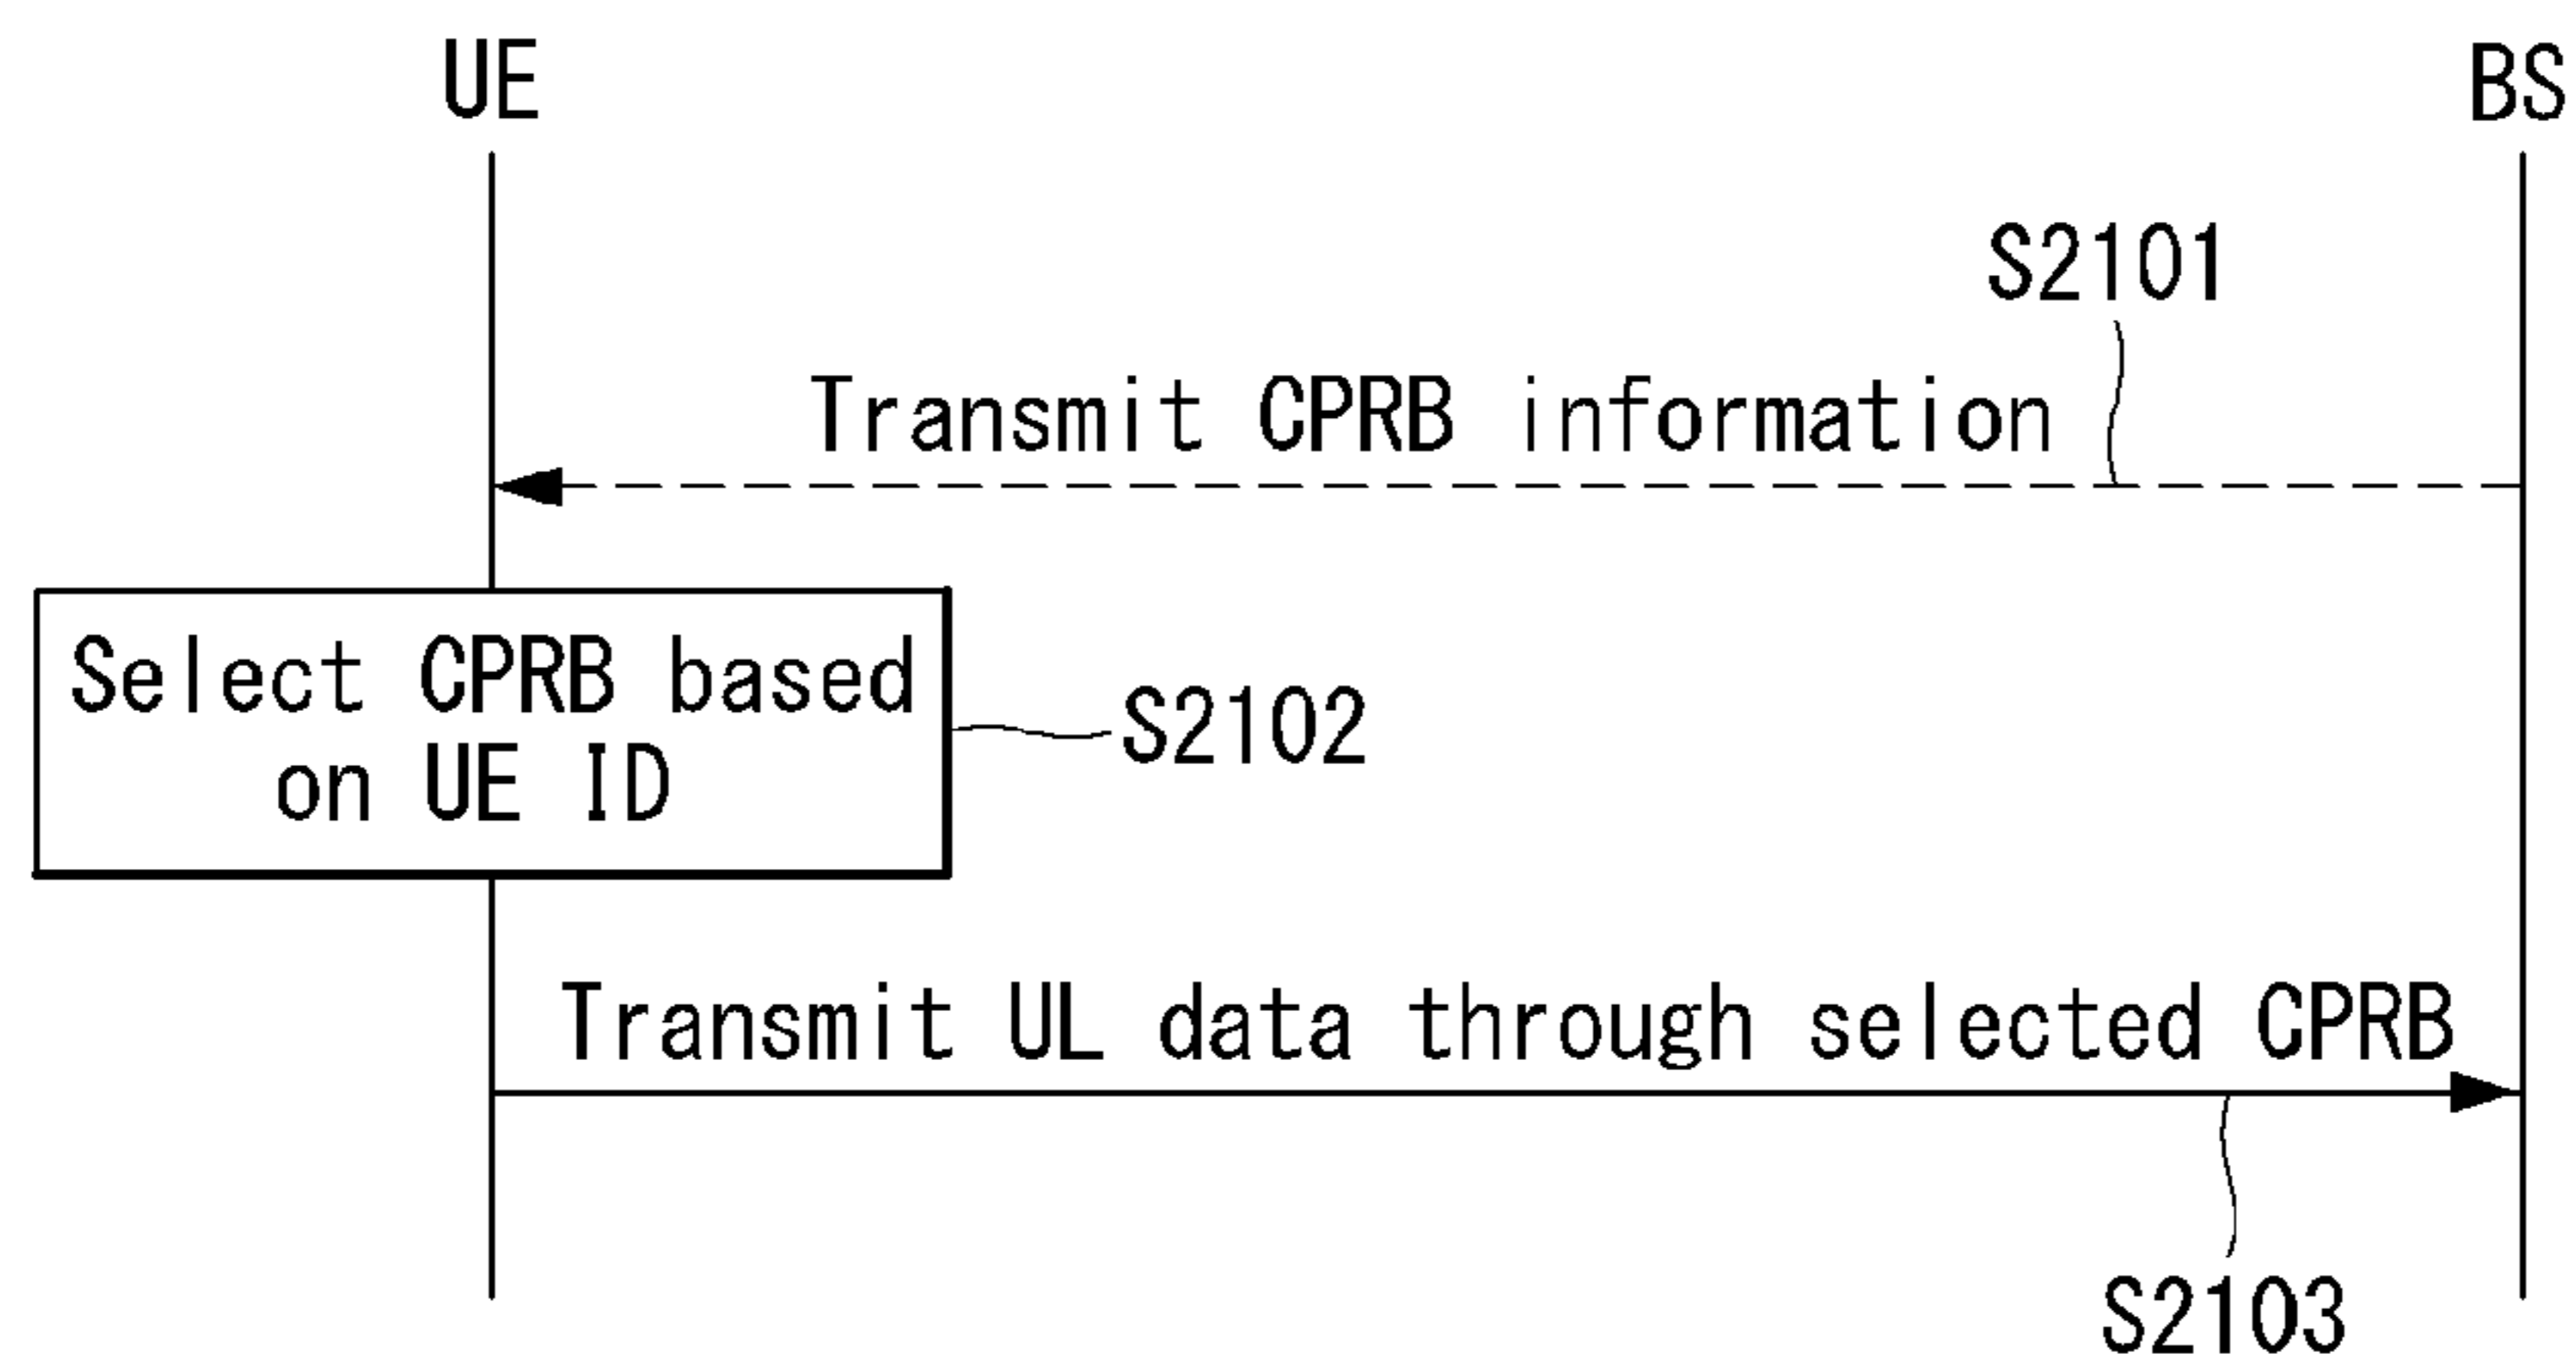 UE
BS
S2101
Transmit CPRB information
Select CPRB based
on UE ID
S2102
Transmit UL data through selected CPRB
S2103